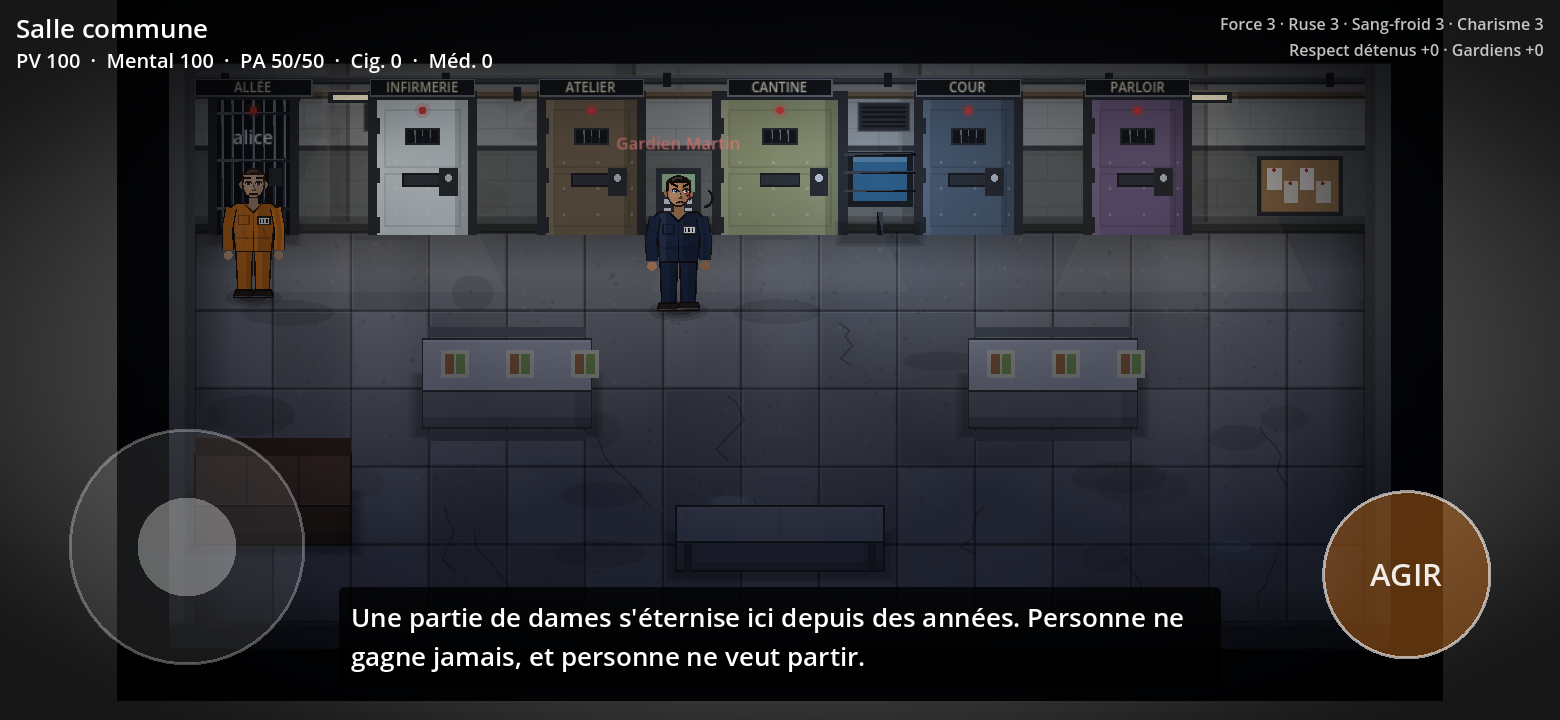 Salle commune
PV 100 · Mental 100 · PA 50/50 · Cig. 0 · Méd. 0
Force 3 · Ruse 3 · Sang-froid 3 · Charisme 3
Respect détenus +0 · Gardiens +0
ALLÉE
INFIRMERIE
ATELIER
CANTINE
COUR
PARLOIR
alice
Gardien Martin
AGIR
Une partie de dames s'éternise ici depuis des années. Personne ne
gagne jamais, et personne ne veut partir.